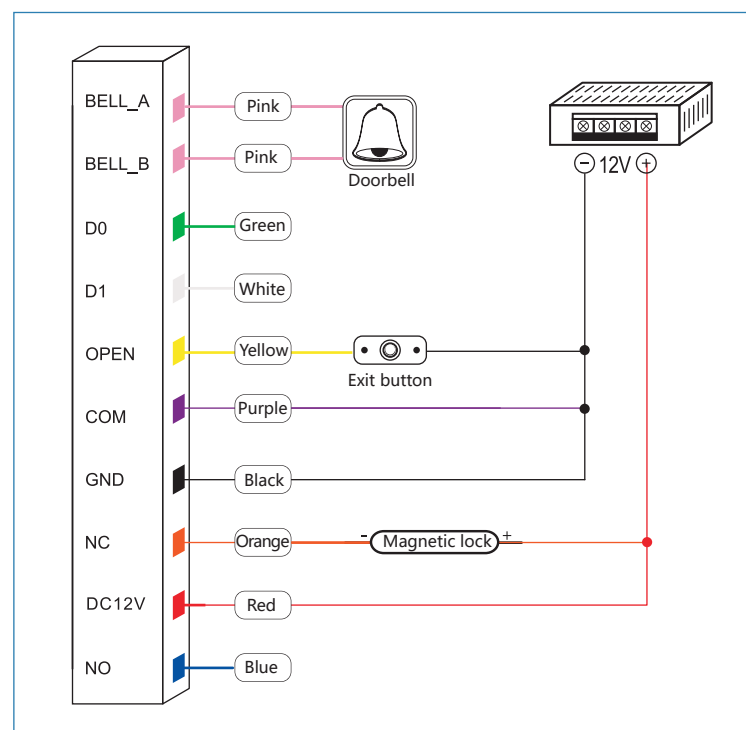 BELL_A
Pink
BELL_B
Pink
Doorbell
- 12V +
D0
Green
D1
White
OPEN
Yellow
Exit button
COM
Purple
GND
Black
NC
Orange
- Magnetic lock +
DC12V
Red
NO
Blue